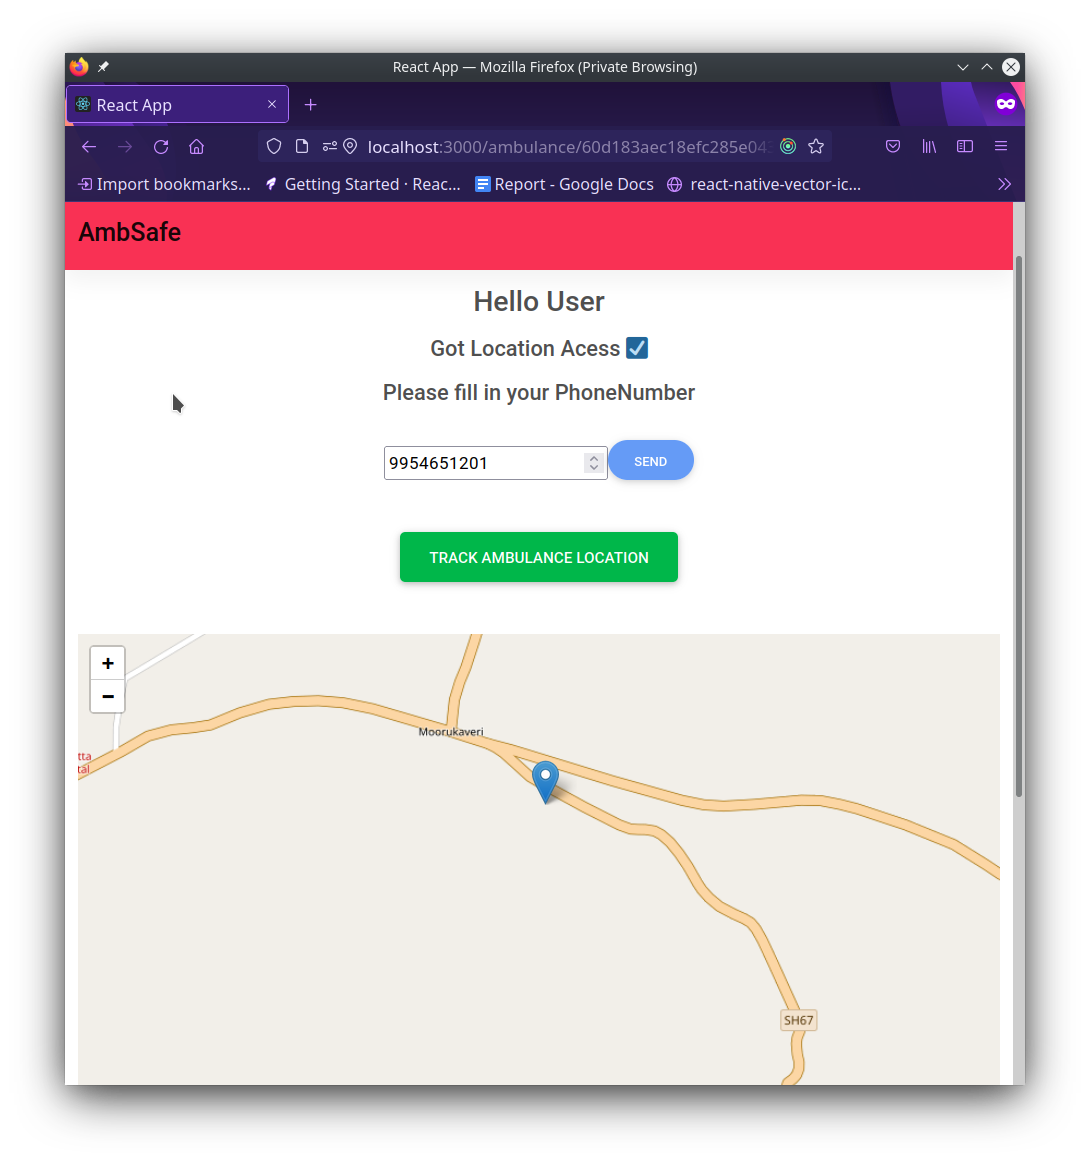 React App — Mozilla Firefox (Private Browsing)
React App
localhost:3000/ambulance/60d183aec18efc285e04
Import bookmarks... Getting Started · Reac... Report - Google Docs react-native-vector-ic...
AmbSafe
Hello User
Got Location Acess
Please fill in your PhoneNumber
9954651201 SEND
TRACK AMBULANCE LOCATION
+
−
Moorukaveri
tta
tal
SH67